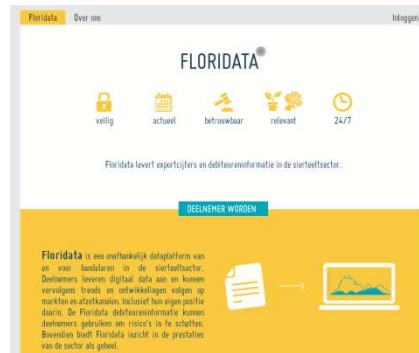 Floridata Over ons Inloggen
FLORIDATA
veilig actueel betrouwbaar relevant 24/7
Floridata levert exportcijfers en debiteureninformatie in de sierteeltsector.
DEELNEMER WORDEN
Floridata is een onafhankelijk dataplatform van
en voor handelaren in de sierteeltsector.
Deelnemers leveren digitaal data aan en kunnen
vervolgens trends en ontwikkelingen volgen op
markten en afzetkanalen. Inclusief hun eigen positie
daarin. De Floridata debiteureninformatie kunnen
deelnemers gebruiken om risico's in te schatten.
Bovendien biedt Floridata inzicht in de prestaties
van de sector als geheel.